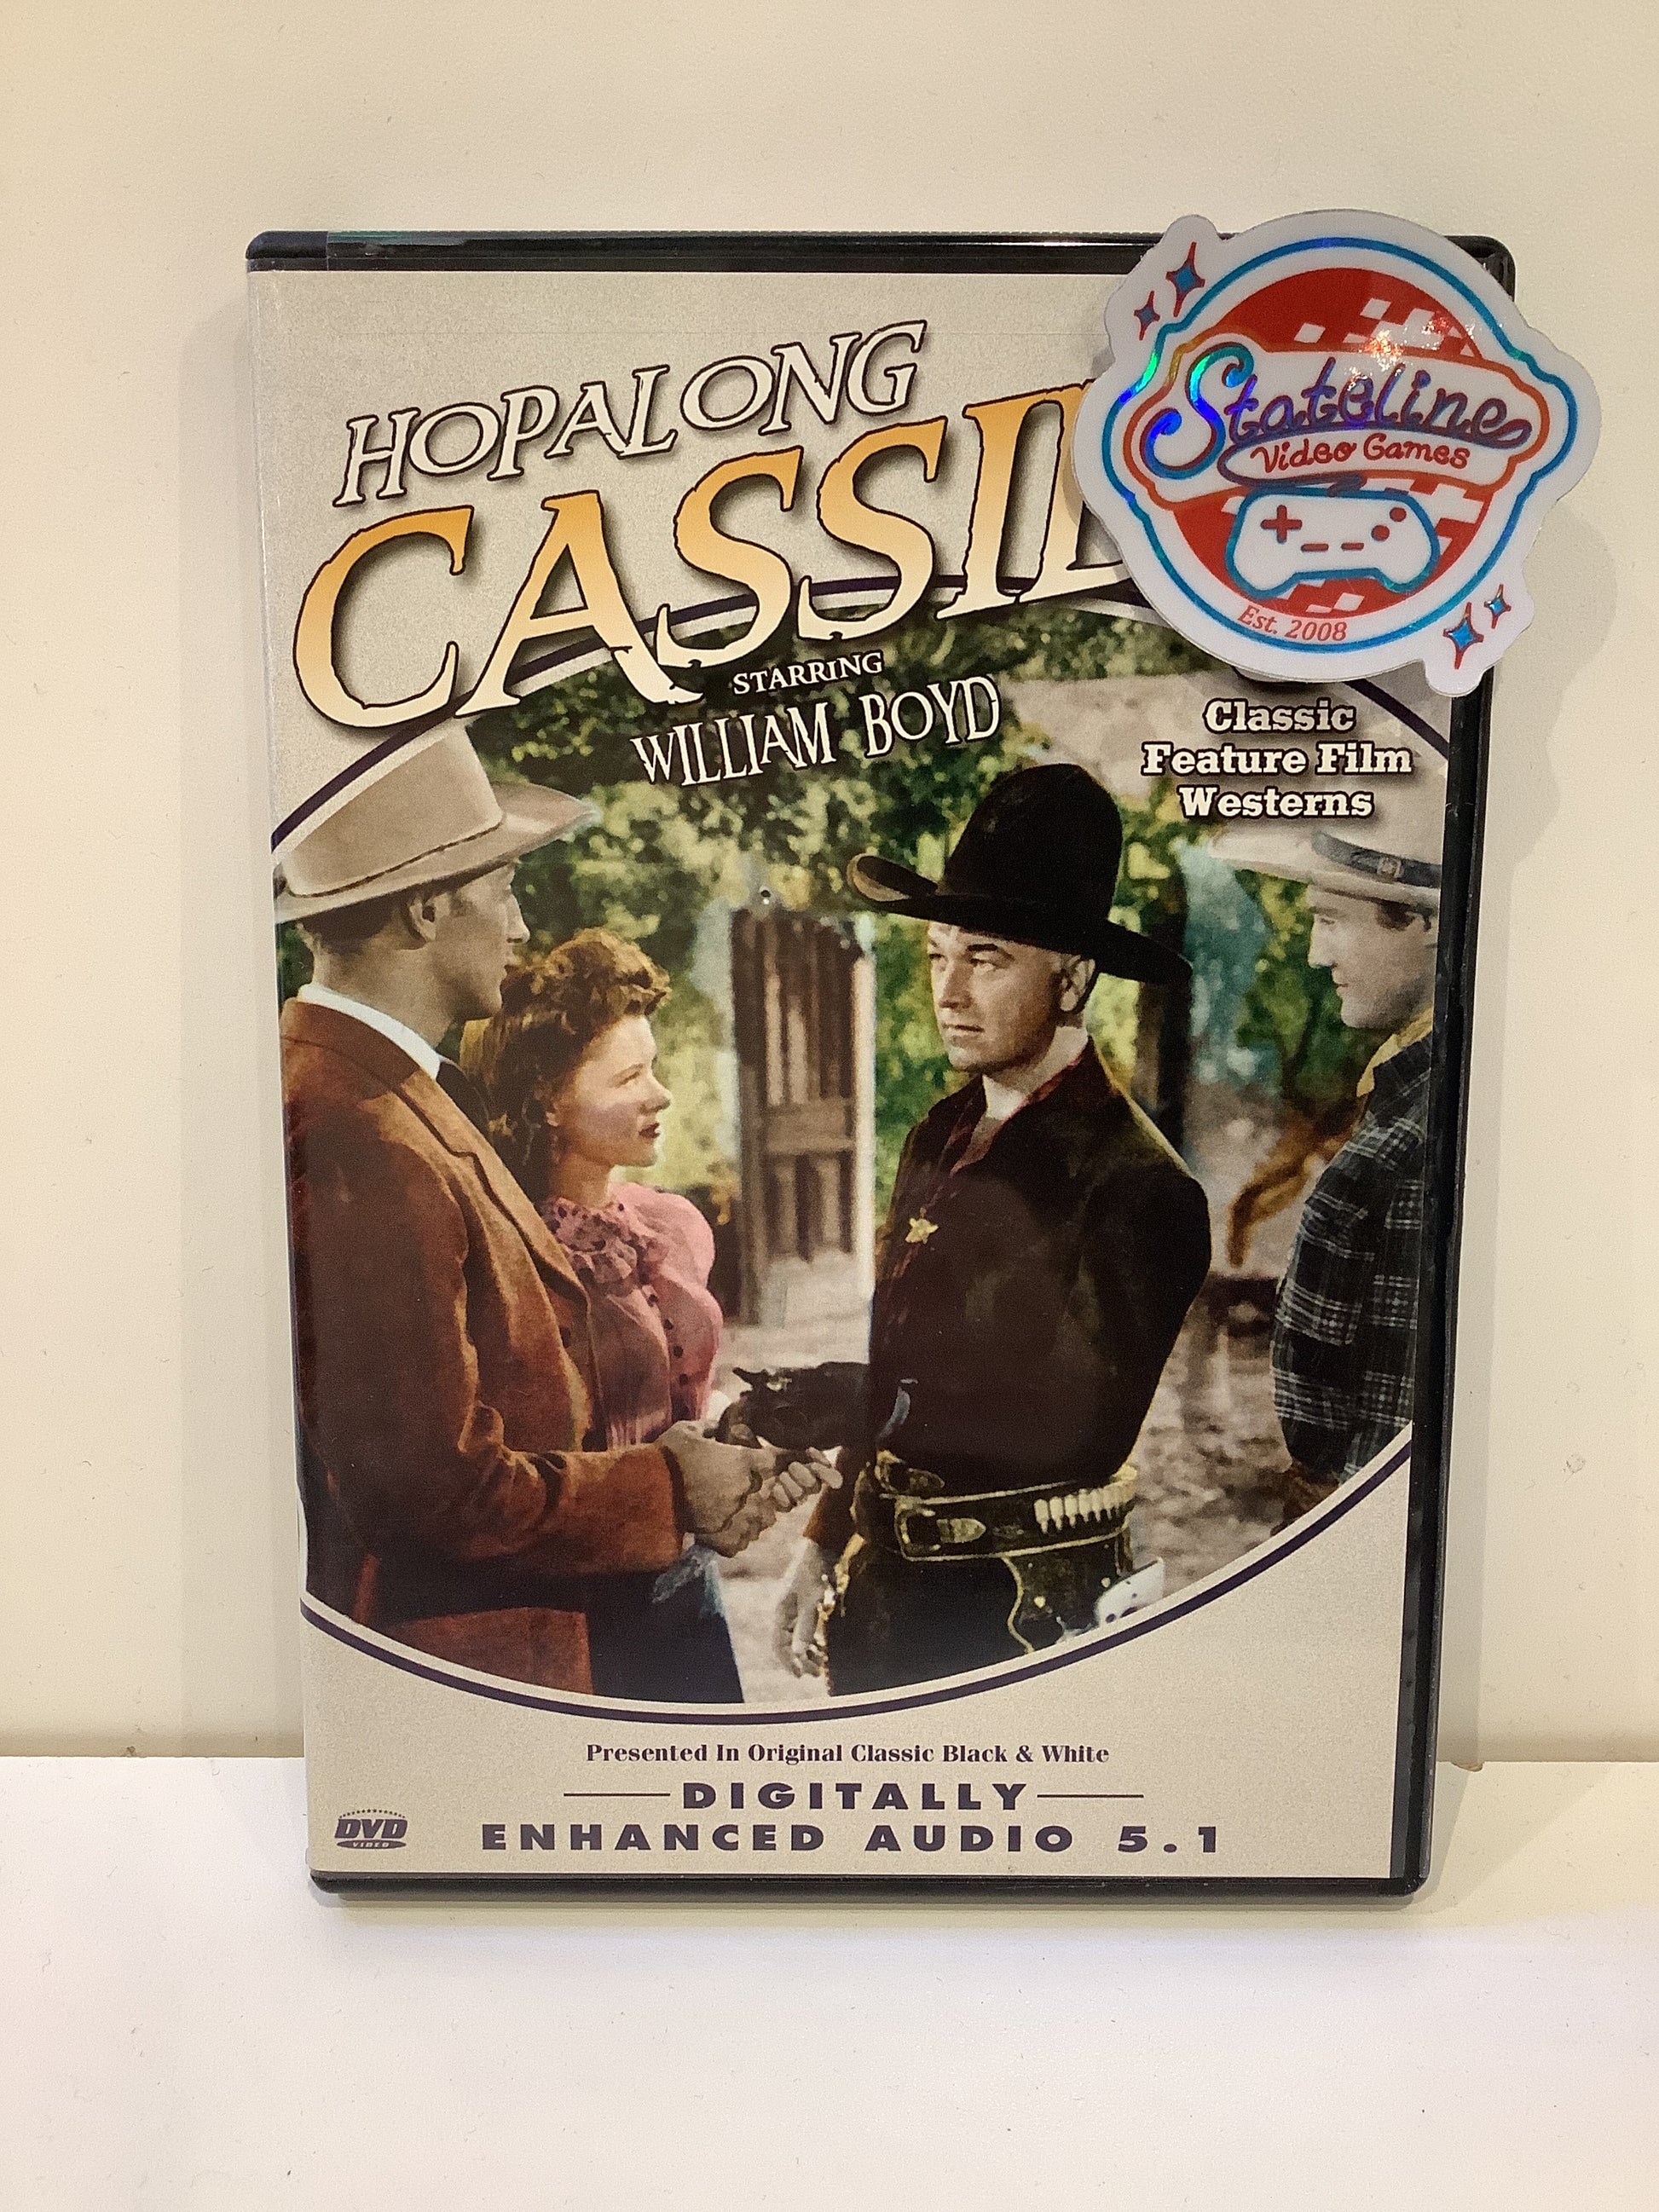 HOPALONG
CASSID
STARRING
WILLIAM BOYD
Stateline
Video Games
Est. 2008
Classic
Feature Film
Westerns
Presented In Original Classic Black & White
DIGITALLY
ENHANCED AUDIO 5.1
DVD
VIDEO